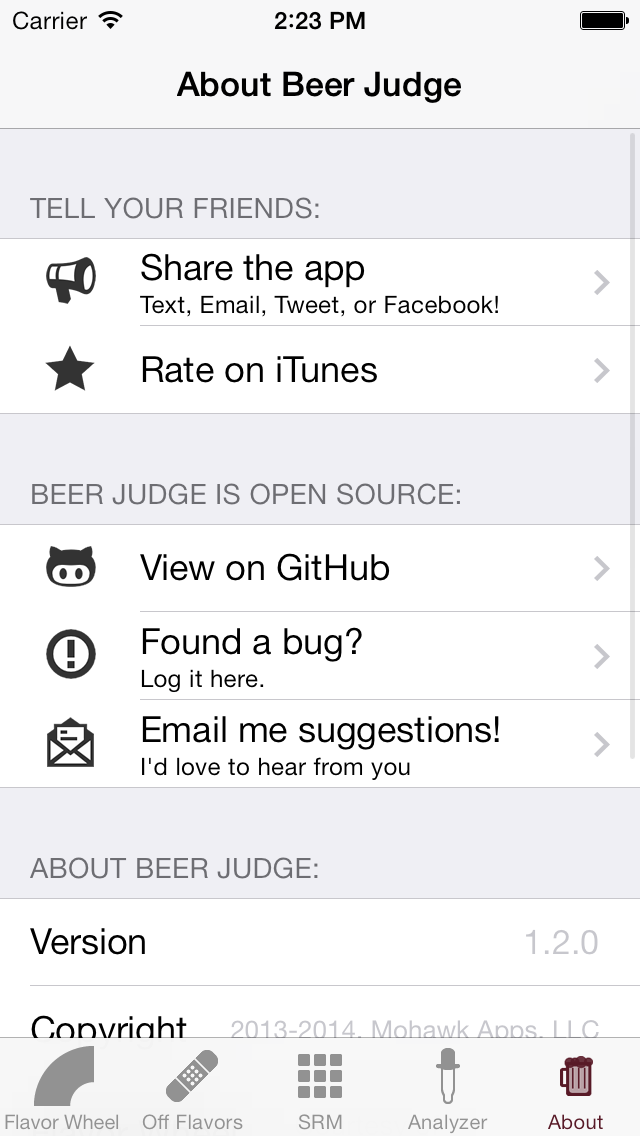 Carrier 2:23 PM
About Beer Judge
TELL YOUR FRIENDS:
Share the app
Text, Email, Tweet, or Facebook!
Rate on iTunes
BEER JUDGE IS OPEN SOURCE:
View on GitHub
Found a bug?
Log it here.
Email me suggestions!
I'd love to hear from you
ABOUT BEER JUDGE:
Version 1.2.0
Copyright 2013-2014, Mohawk Apps, LLC
Flavor Wheel Off Flavors SRM Analyzer About